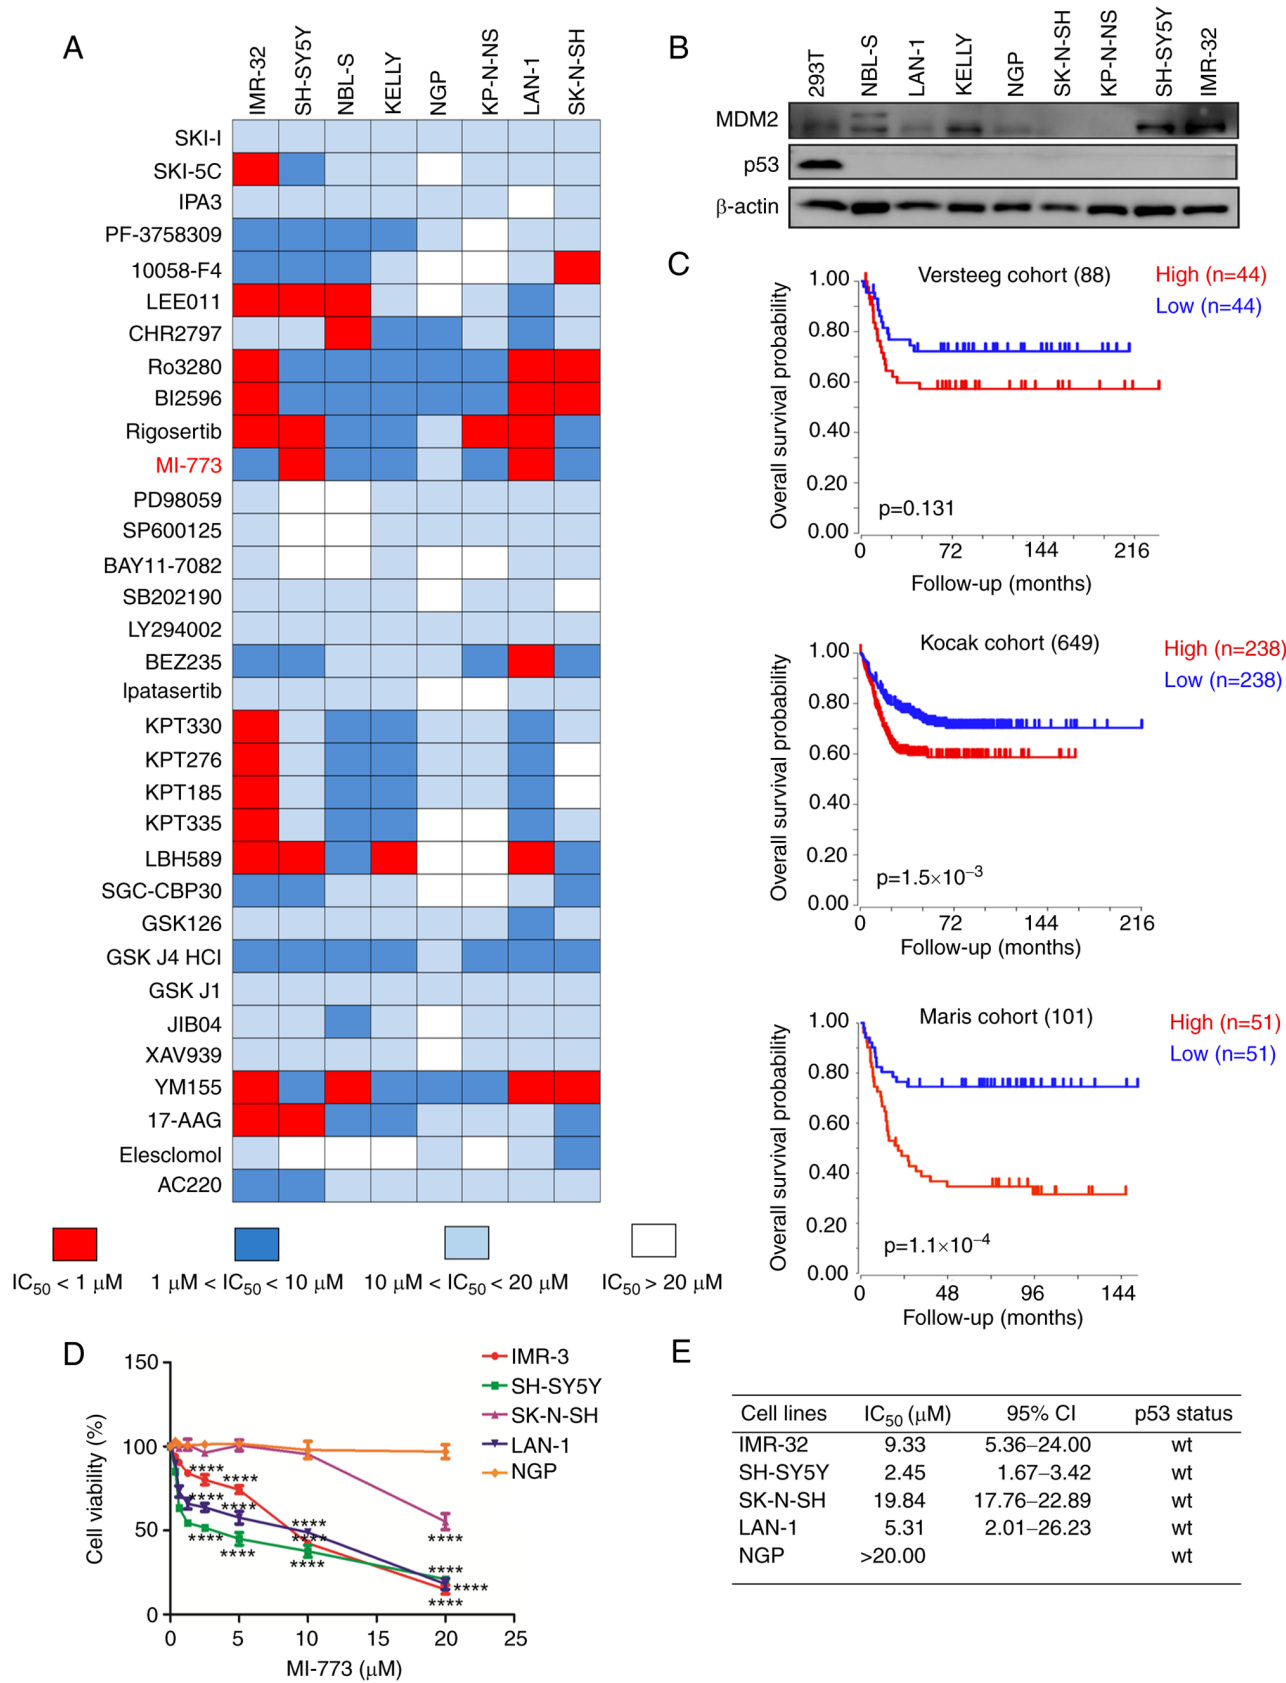 A
IMR-32
SH-SY5Y
NBL-S
KELLY
NGP
KP-N-NS
LAN-1
SK-N-SH
SKI-I
SKI-5C
IPA3
PF-3758309
10058-F4
LEE011
CHR2797
Ro3280
BI2596
Rigosertib
MI-773
PD98059
SP600125
BAY11-7082
SB202190
LY294002
BEZ235
Ipatasertib
KPT330
KPT276
KPT185
KPT335
LBH589
SGC-CBP30
GSK126
GSK J4 HCl
GSK J1
JIB04
XAV939
YM155
17-AAG
Elesclomol
AC220
IC50 < 1 µM
1 µM < IC50 < 10 µM
10 µM < IC50 < 20 µM
IC50 > 20 µM
B
293T
NBL-S
LAN-1
KELLY
NGP
SK-N-SH
KP-N-NS
SH-SY5Y
IMR-32
MDM2
p53
β-actin
C
Versteeg cohort (88)
High (n=44)
Low (n=44)
Overall survival probability
1.00
0.80
0.60
0.40
0.20
0.00
p=0.131
0 72 144 216
Follow-up (months)
Kocak cohort (649)
High (n=238)
Low (n=238)
Overall survival probability
1.00
0.80
0.60
0.40
0.20
0.00
p=1.5×10−3
0 72 144 216
Follow-up (months)
Maris cohort (101)
High (n=51)
Low (n=51)
Overall survival probability
1.00
0.80
0.60
0.40
0.20
0.00
p=1.1×10−4
0 48 96 144
Follow-up (months)
D
Cell viability (%)
150
100
50
0
0 5 10 15 20 25
MI-773 (µM)
IMR-3
SH-SY5Y
SK-N-SH
LAN-1
NGP
****
****
****
****
****
****
****
****
****
****
****
****
****
E
Cell lines IC50 (µM) 95% CI p53 status
IMR-32 9.33 5.36–24.00 wt
SH-SY5Y 2.45 1.67–3.42 wt
SK-N-SH 19.84 17.76–22.89 wt
LAN-1 5.31 2.01–26.23 wt
NGP >20.00 wt